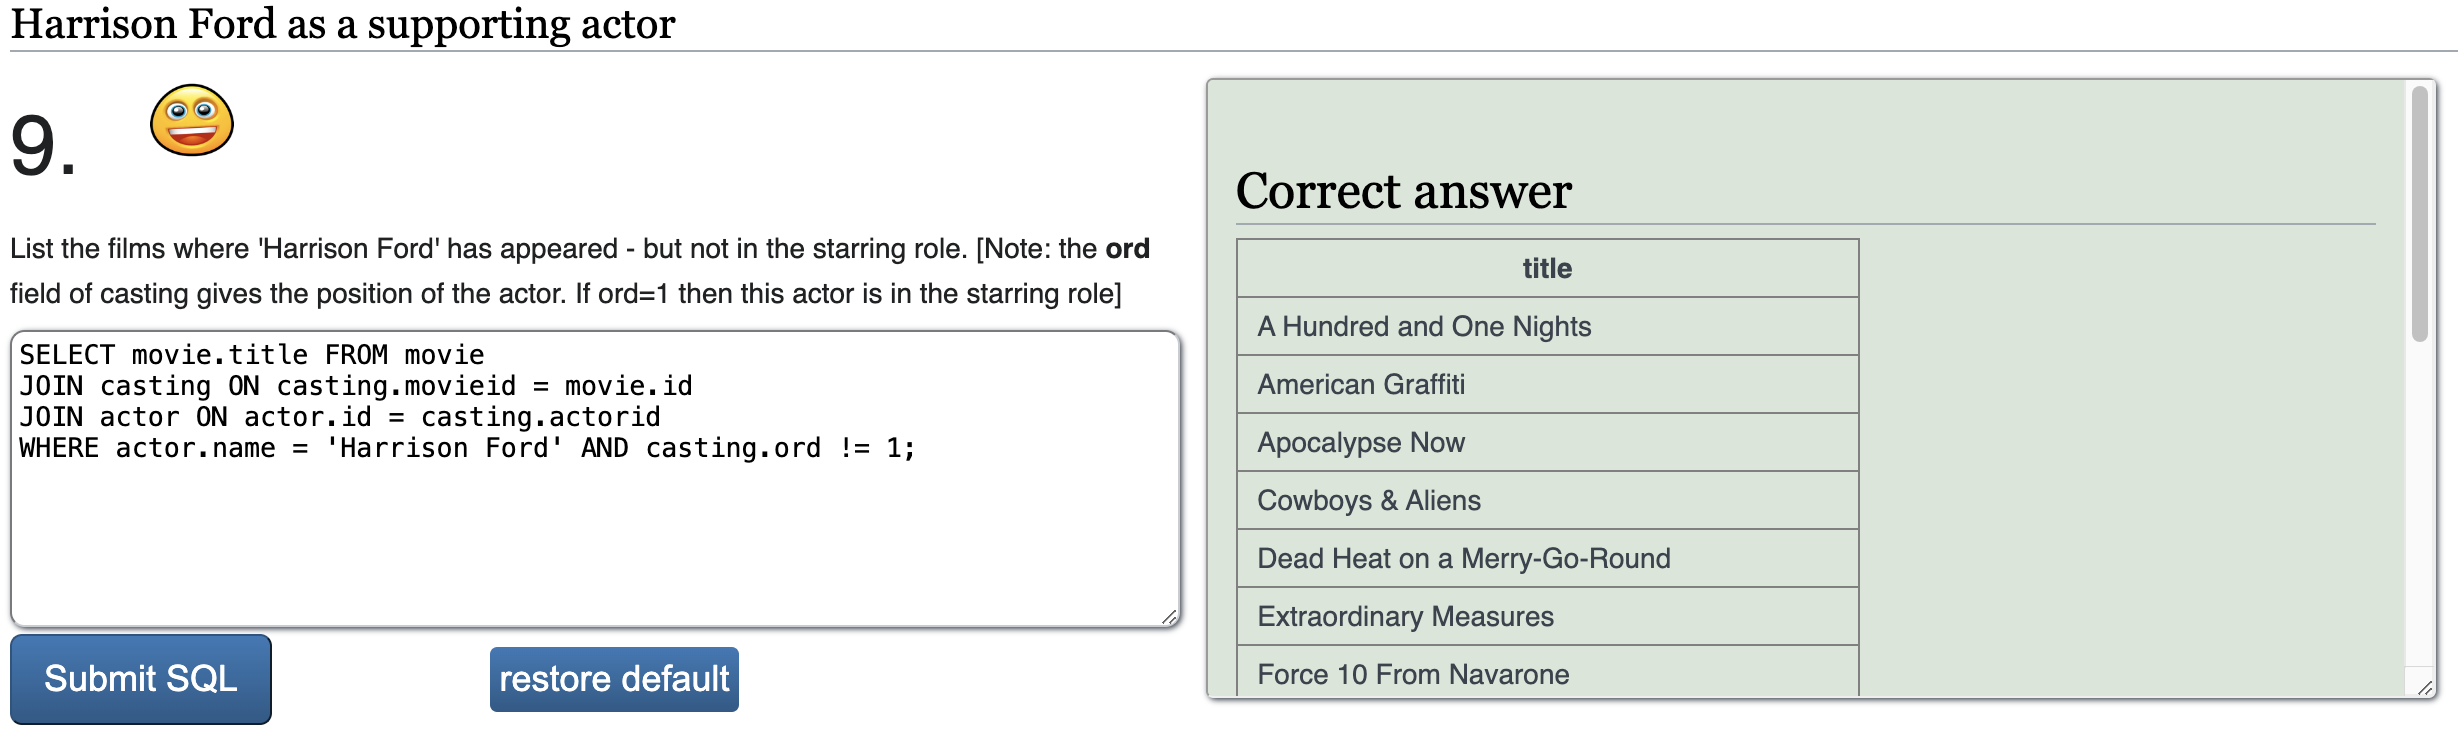 Harrison Ford as a supporting actor
9.
List the films where 'Harrison Ford' has appeared - but not in the starring role. [Note: the ord
field of casting gives the position of the actor. If ord=1 then this actor is in the starring role]
SELECT movie.title FROM movie
JOIN casting ON casting.movieid = movie.id
JOIN actor ON actor.id = casting.actorid
WHERE actor.name = 'Harrison Ford' AND casting.ord != 1;
Submit SQL
restore default
Correct answer
title
A Hundred and One Nights
American Graffiti
Apocalypse Now
Cowboys & Aliens
Dead Heat on a Merry-Go-Round
Extraordinary Measures
Force 10 From Navarone